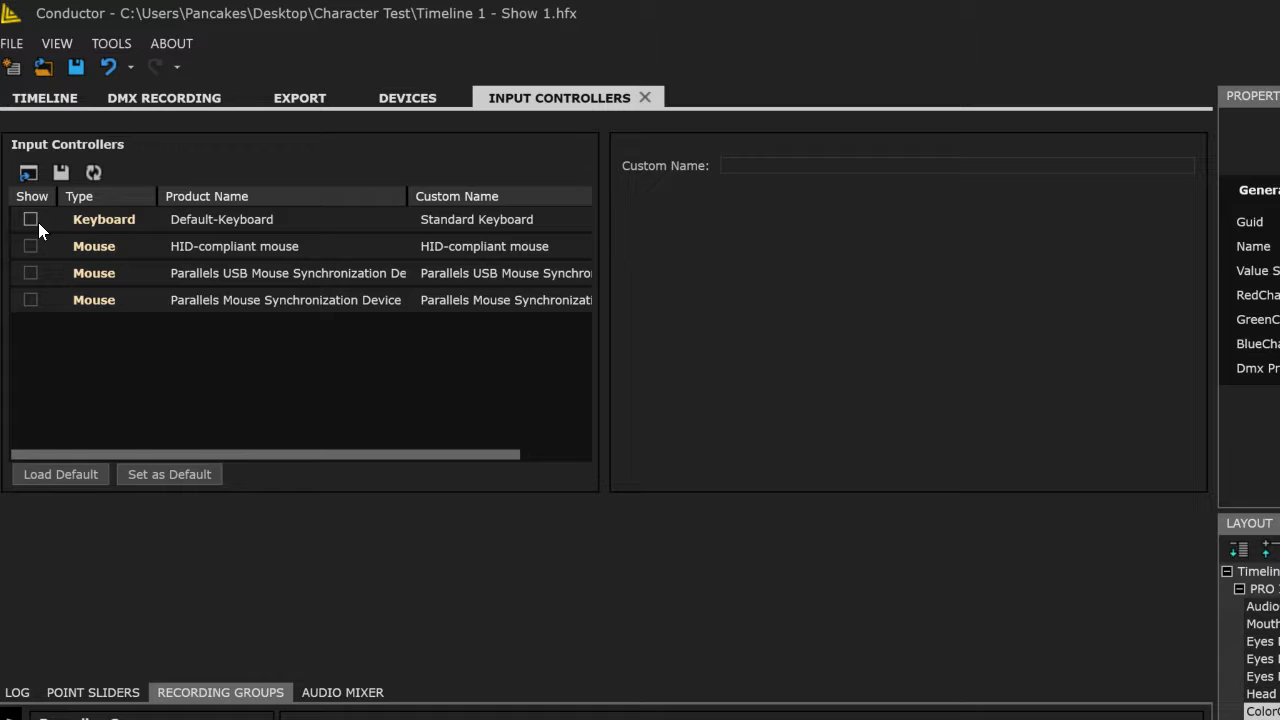 Conductor - C:\Users\Pancakes\Desktop\Character Test\Timeline 1 - Show 1.hfx
FILE VIEW TOOLS ABOUT
TIMELINE DMX RECORDING EXPORT DEVICES INPUT CONTROLLERS
PROPERT
Input Controllers
Custom Name:
Show Type Product Name Custom Name
Keyboard Default-Keyboard Standard Keyboard
Mouse HID-compliant mouse HID-compliant mouse
Mouse Parallels USB Mouse Synchronization De Parallels USB Mouse Synchro
Mouse Parallels Mouse Synchronization Device Parallels Mouse Synchronizati
Load Default Set as Default
Genera
Guid
Name
Value S
RedCha
GreenC
BlueCha
Dmx Pr
LAYOUT
Timelin
PRO
Audio
Mouth
Eyes
Eyes
Eyes
Head
ColorC
LOG POINT SLIDERS RECORDING GROUPS AUDIO MIXER